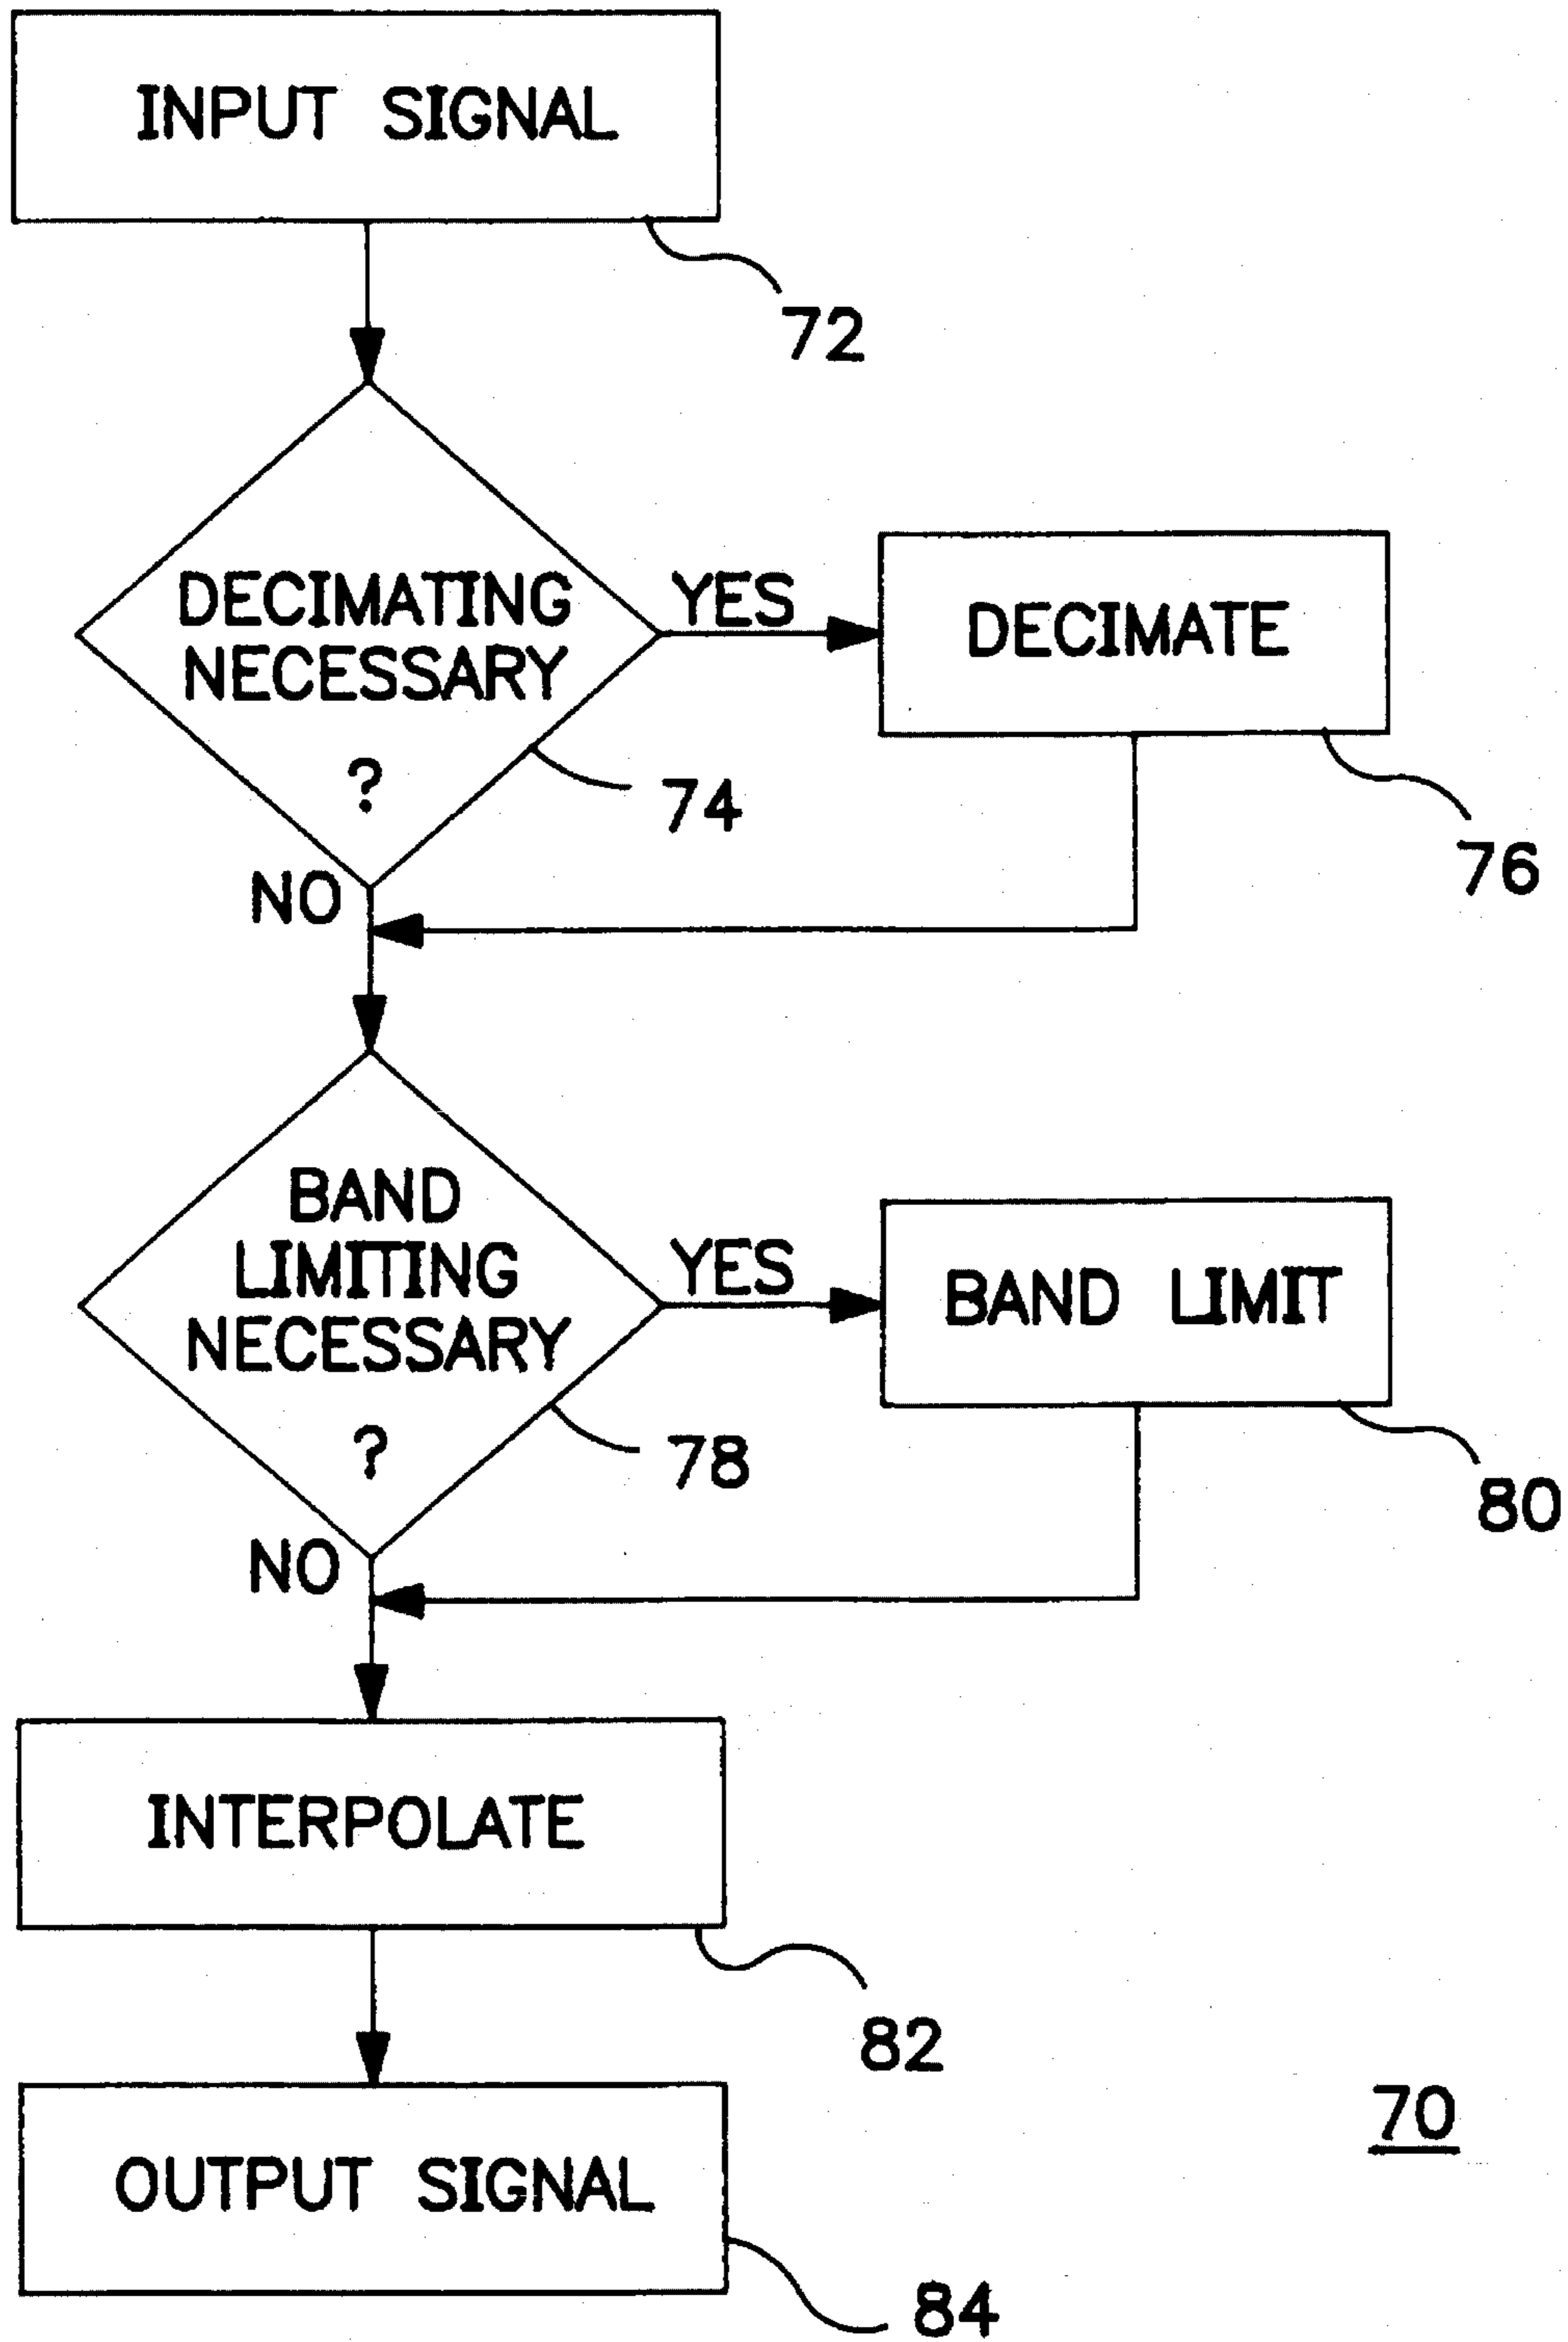 INPUT SIGNAL
72
DECIMATING
NECESSARY
?
YES
DECIMATE
74
76
NO
BAND
LIMITING
NECESSARY
?
YES
BAND LIMIT
78
80
NO
INTERPOLATE
82
70
OUTPUT SIGNAL
84